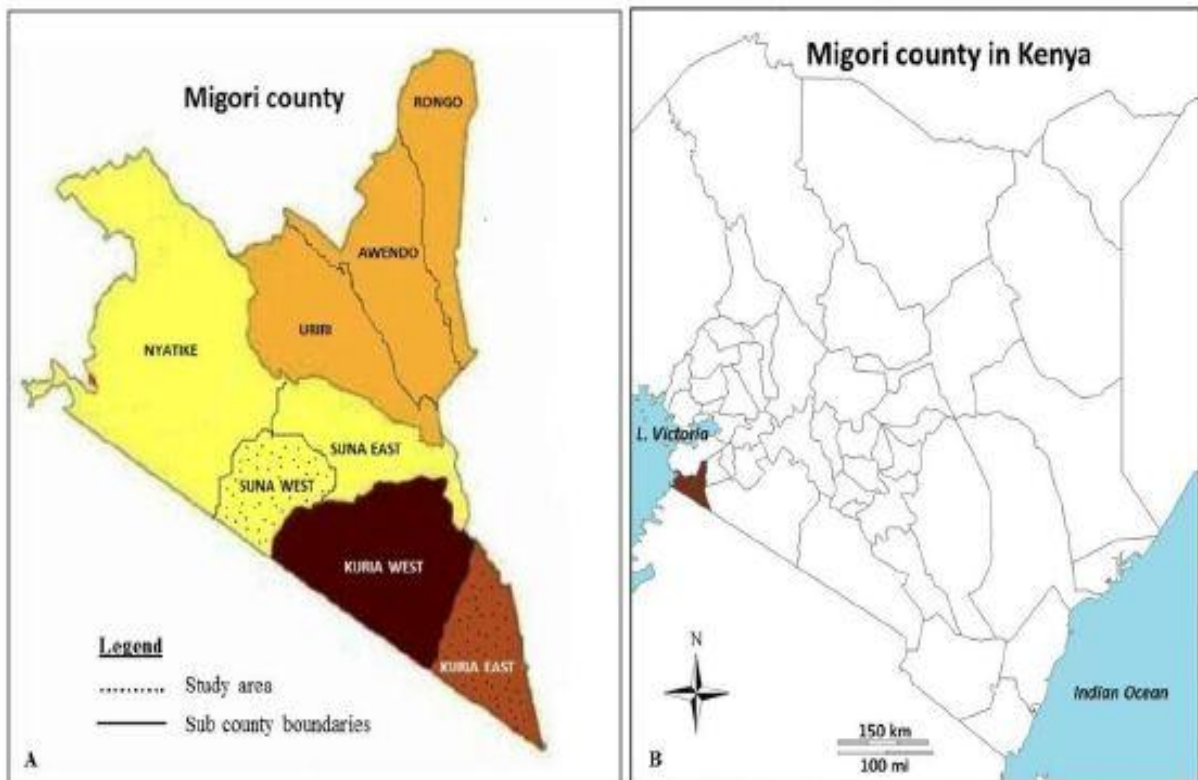 Migori county
RONGO
AWENDO
URIRI
NYATIKE
SUNA EAST
SUNA WEST
KURIA WEST
KURIA EAST
Legend
Study area
Sub county boundaries
A
Migori county in Kenya
L. Victoria
N
Indian Ocean
150 km
100 mi
B